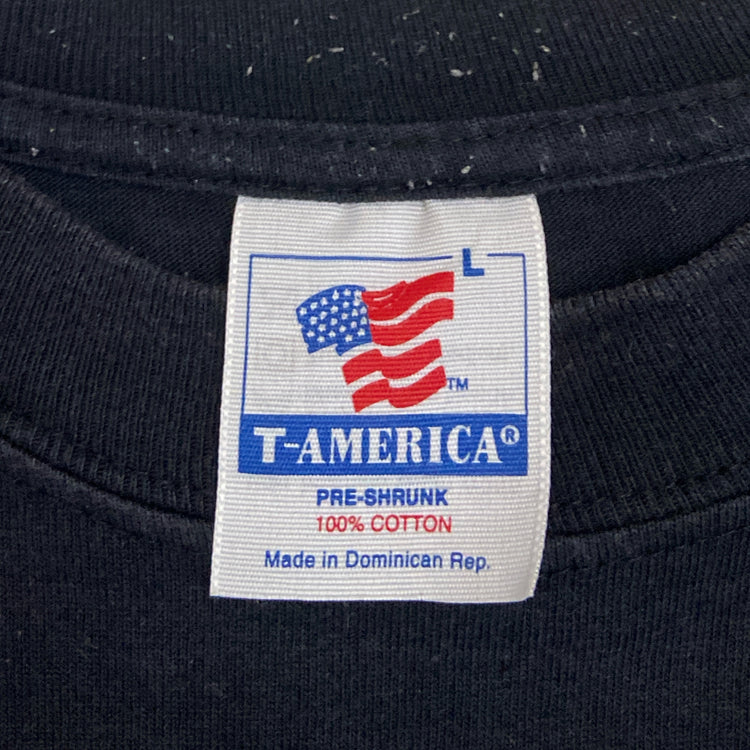 L
TM
T-AMERICA®
PRE-SHRUNK
100% COTTON
Made in Dominican Rep.